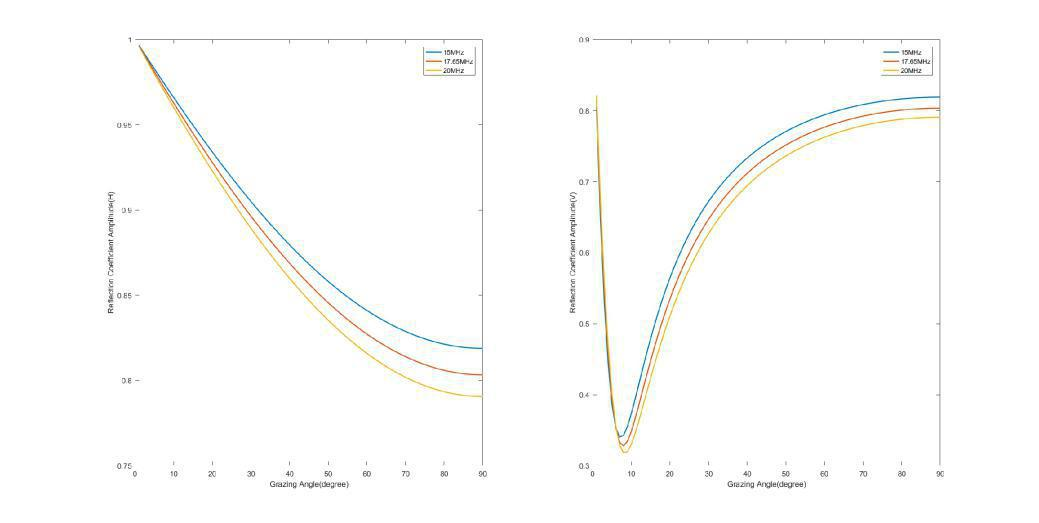 1
0.95
0.9
0.85
0.8
0.75
0 10 20 30 40 50 60 70 80 90
Reflection Coefficient Amplitude(H)
Grazing Angle(degree)
15MHz
17.65MHz
20MHz
0.9
0.8
0.7
0.6
0.5
0.4
0.3
0 10 20 30 40 50 60 70 80 90
Reflection Coefficient Amplitude(V)
Grazing Angle(degree)
15MHz
17.65MHz
20MHz